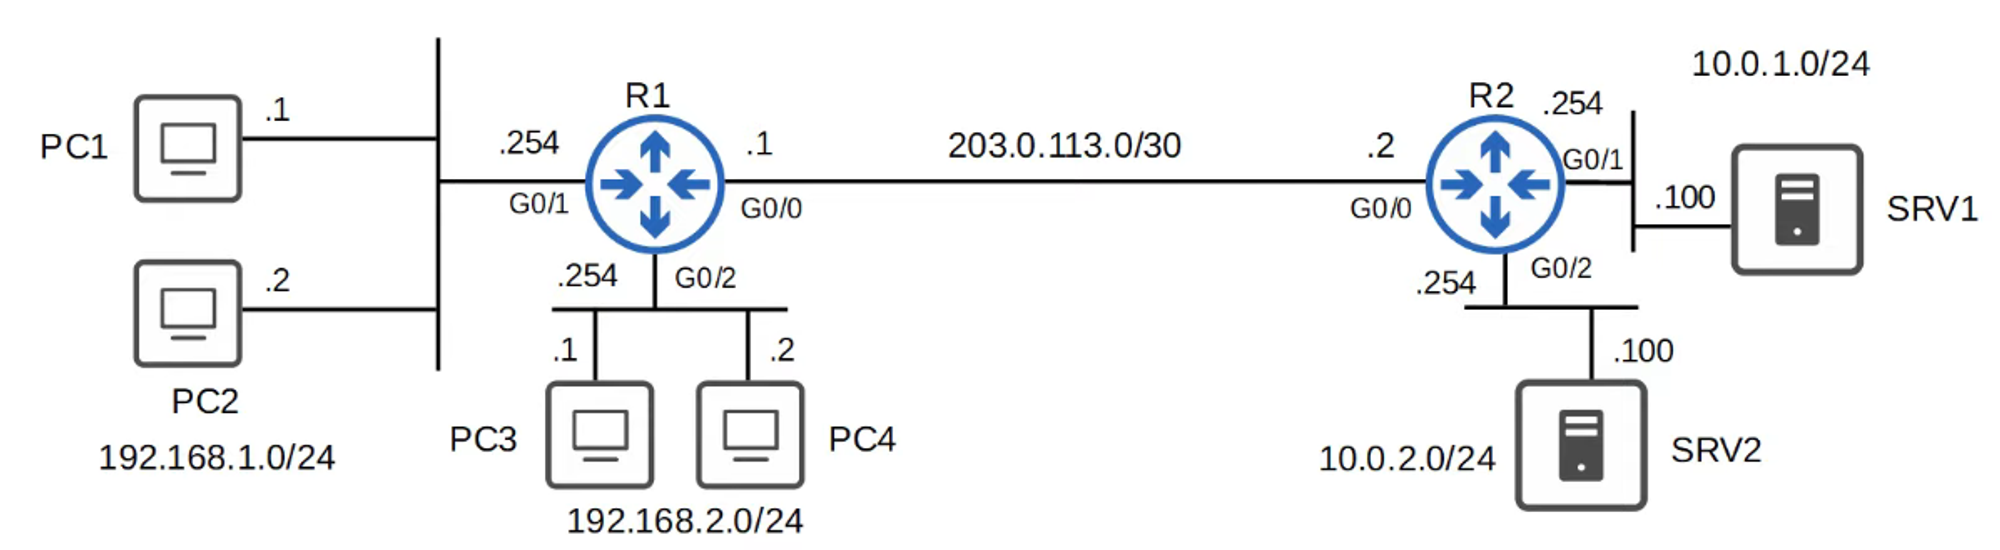 10.0.1.0/24
R1
R2
.254
.1
PC1
.254
.1
203.0.113.0/30
.2
G0/1
G0/1
G0/0
G0/0
.100
SRV1
.2
.254
G0/2
.254
G0/2
.1
.2
.100
PC2
192.168.1.0/24
PC3
PC4
10.0.2.0/24
SRV2
192.168.2.0/24